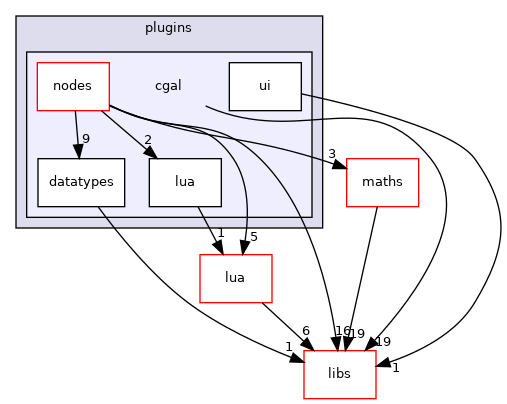 plugins
nodes
cgal
ui
9
2
3
datatypes
lua
maths
1
5
lua
6
16
19
19
1
1
libs